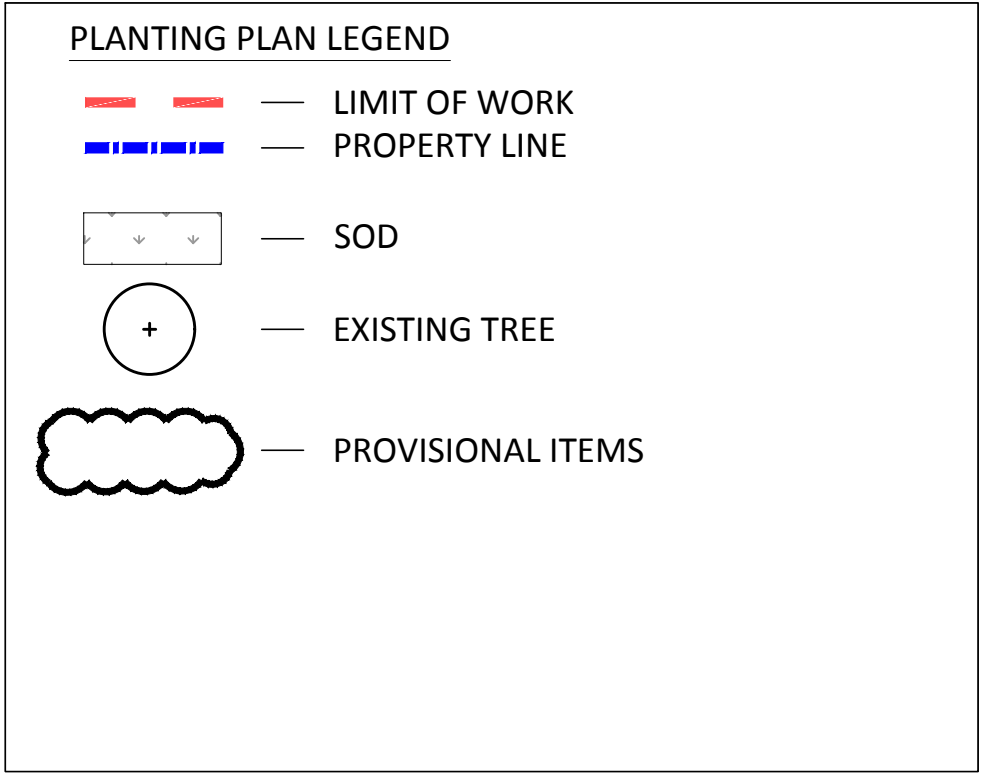 PLANTING PLAN LEGEND
LIMIT OF WORK
PROPERTY LINE
SOD
EXISTING TREE
PROVISIONAL ITEMS